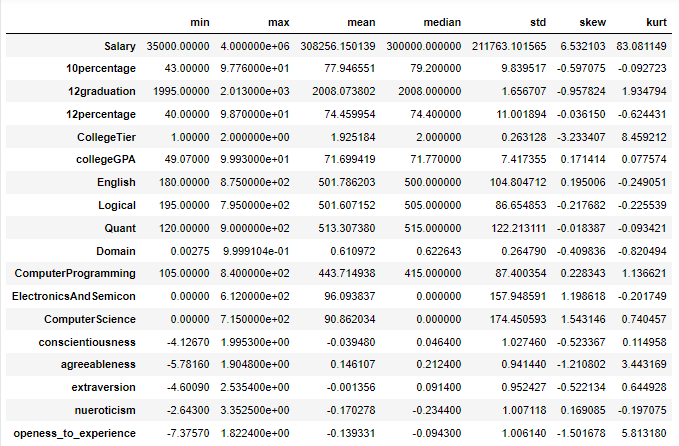 min max mean median std skew kurt
Salary 35000.00000 4.000000e+06 308256.150139 300000.000000 211763.101565 6.532103 83.081149
10percentage 43.00000 9.776000e+01 77.946551 79.200000 9.839517 -0.597075 -0.092723
12graduation 1995.00000 2.013000e+03 2008.073802 2008.000000 1.656707 -0.957824 1.934794
12percentage 40.00000 9.870000e+01 74.459954 74.400000 11.001894 -0.036150 -0.624431
CollegeTier 1.00000 2.000000e+00 1.925184 2.000000 0.263128 -3.233407 8.459212
collegeGPA 49.07000 9.993000e+01 71.699419 71.770000 7.417355 0.171414 0.077574
English 180.00000 8.750000e+02 501.786203 500.000000 104.804712 0.195006 -0.249051
Logical 195.00000 7.950000e+02 501.607152 505.000000 86.654853 -0.217682 -0.225539
Quant 120.00000 9.000000e+02 513.307380 515.000000 122.213111 -0.018387 -0.093421
Domain 0.00275 9.999104e-01 0.610972 0.622643 0.264790 -0.409836 -0.820494
ComputerProgramming 105.00000 8.400000e+02 443.714938 415.000000 87.400354 0.228343 1.136621
ElectronicsAndSemicon 0.00000 6.120000e+02 96.093837 0.000000 157.948591 1.198618 -0.201749
ComputerScience 0.00000 7.150000e+02 90.862034 0.000000 174.450593 1.543146 0.740457
conscientiousness -4.12670 1.995300e+00 -0.039480 0.046400 1.027460 -0.523367 0.114958
agreeableness -5.78160 1.904800e+00 0.146107 0.212400 0.941440 -1.210802 3.443169
extraversion -4.60090 2.535400e+00 -0.001356 0.091400 0.952427 -0.522134 0.644928
nueroticism -2.64300 3.352500e+00 -0.170278 -0.234400 1.007118 0.169085 -0.197075
openess_to_experience -7.37570 1.822400e+00 -0.139331 -0.094300 1.006140 -1.501678 5.813180